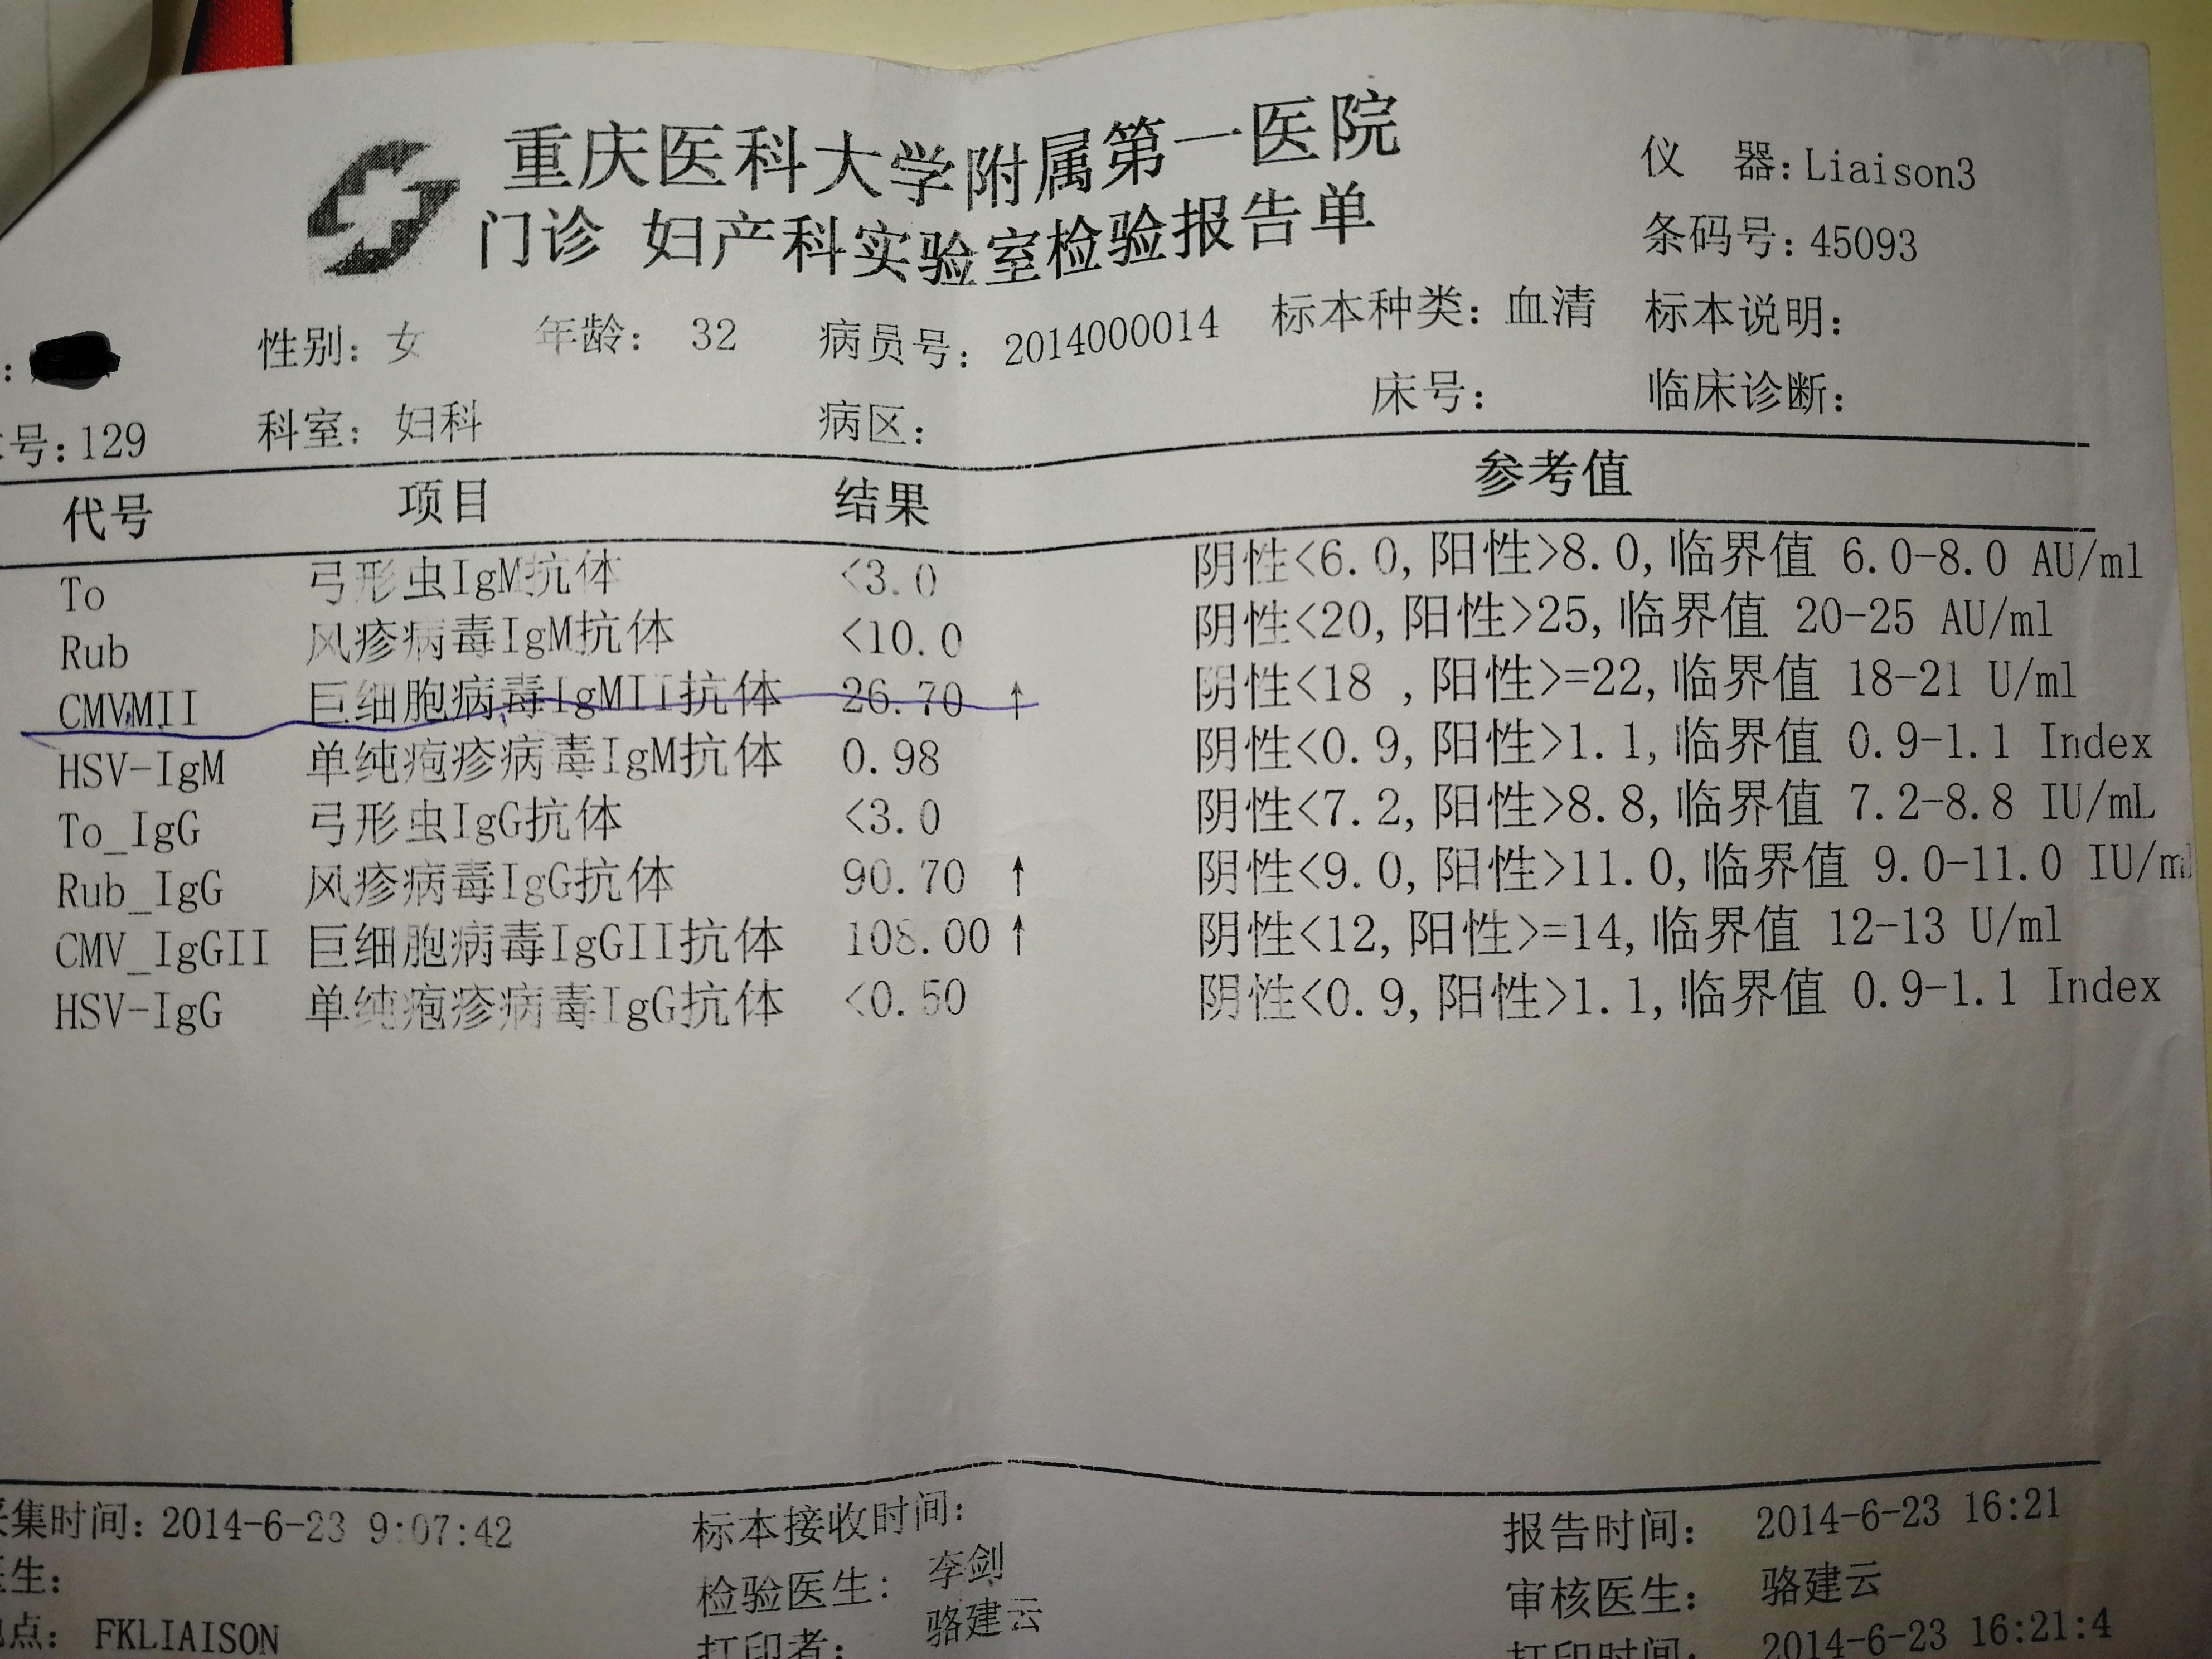 重庆医科大学附属第一医院
门诊 妇产科实验室检验报告单
仪 器:Liaison3
条码号:45093
性别: 女 年龄: 32 病员号: 2014000014 标本种类: 血清 标本说明:
号:129 科室: 妇科 病区: 床号: 临床诊断:
代号 项目 结果 参考值
To 弓形虫IgM抗体 <3.0 阴性<6.0,阳性>8.0,临界值 6.0-8.0 AU/ml
Rub 风疹病毒IgM抗体 <10.0 阴性<20,阳性>25,临界值 20-25 AU/ml
CMVMII 巨细胞病毒IgMII抗体 26.70 ↑ 阴性<18 ,阳性>=22,临界值 18-21 U/ml
HSV-IgM 单纯疱疹病毒IgM抗体 0.98 阴性<0.9,阳性>1.1,临界值 0.9-1.1 Index
To_IgG 弓形虫IgG抗体 <3.0 阴性<7.2,阳性>8.8,临界值 7.2-8.8 IU/mL
Rub_IgG 风疹病毒IgG抗体 90.70 ↑ 阴性<9.0,阳性>11.0,临界值 9.0-11.0 IU/ml
CMV_IgGII 巨细胞病毒IgGII抗体 108.00 ↑ 阴性<12,阳性>=14,临界值 12-13 U/ml
HSV-IgG 单纯疱疹病毒IgG抗体 <0.50 阴性<0.9,阳性>1.1,临界值 0.9-1.1 Index
集时间: 2014-6-23 9:07:42 标本接收时间: 报告时间: 2014-6-23 16:21
生: 检验医生: 李剑 审核医生: 骆建云
点: FKLIAISON 打印者: 骆建云 打印时间: 2014-6-23 16:21:4